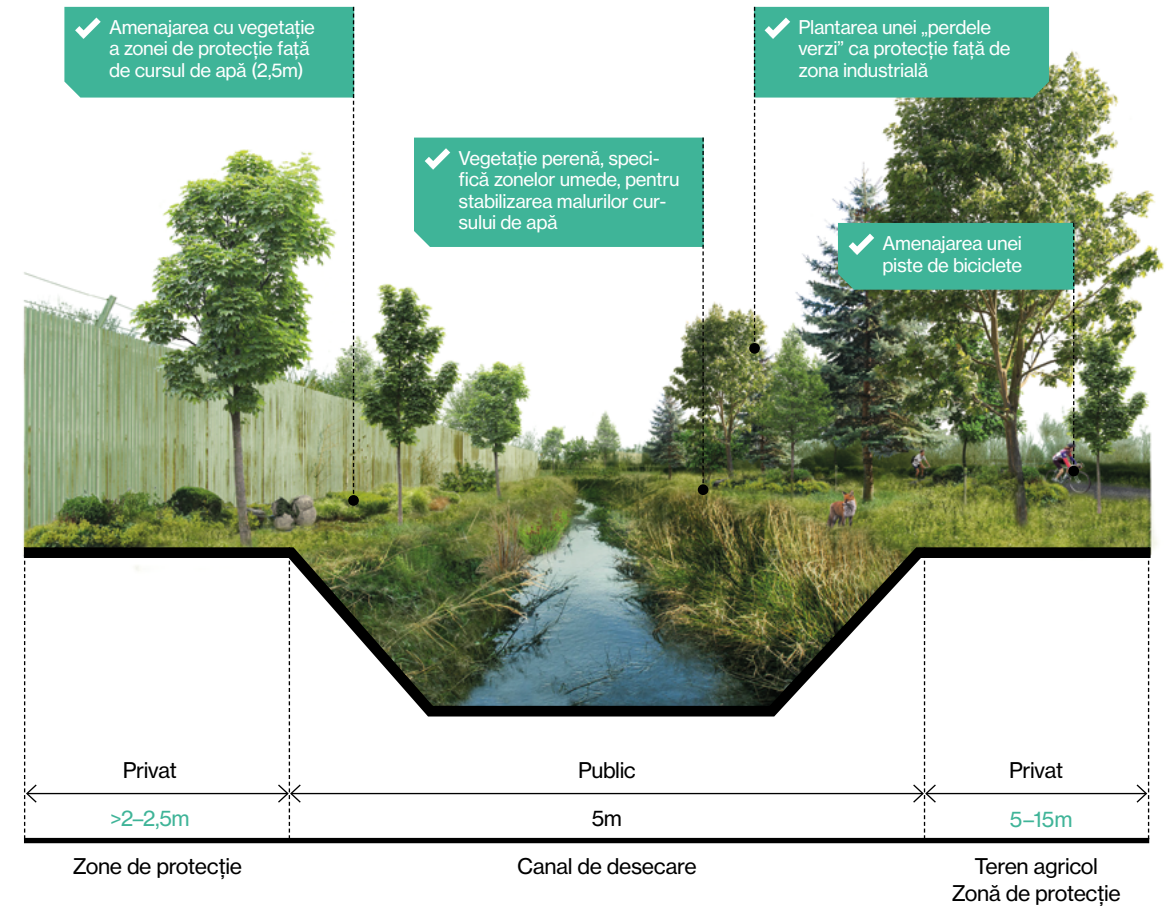 Amenajarea cu vegetație
a zonei de protecție față
de cursul de apă (2,5m)
Plantarea unei „perdele
verzi” ca protecție față de
zona industrială
Vegetație perenă, speci-
fică zonelor umede, pentru
stabilizarea malurilor cur-
sului de apă
Amenajarea unei
piste de biciclete
Privat
Public
Privat
>2–2,5m
5m
5–15m
Zone de protecție
Canal de desecare
Teren agricol
Zonă de protecție